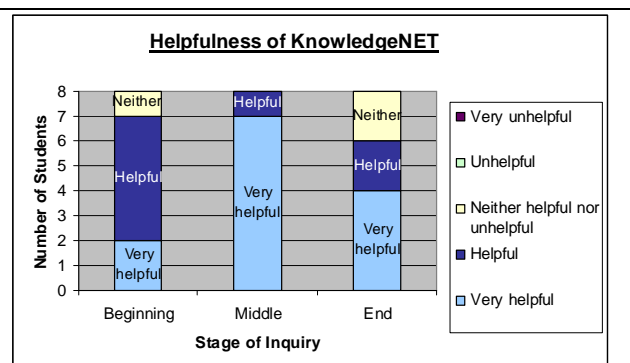 Helpfulness of KnowledgeNET
Number of Students
8
7
6
5
4
3
2
1
0
Neither
Helpful
Very
helpful
Helpful
Very
helpful
Neither
Helpful
Very
helpful
Beginning
Middle
End
Stage of Inquiry
Very unhelpful
Unhelpful
Neither helpful nor
unhelpful
Helpful
Very helpful